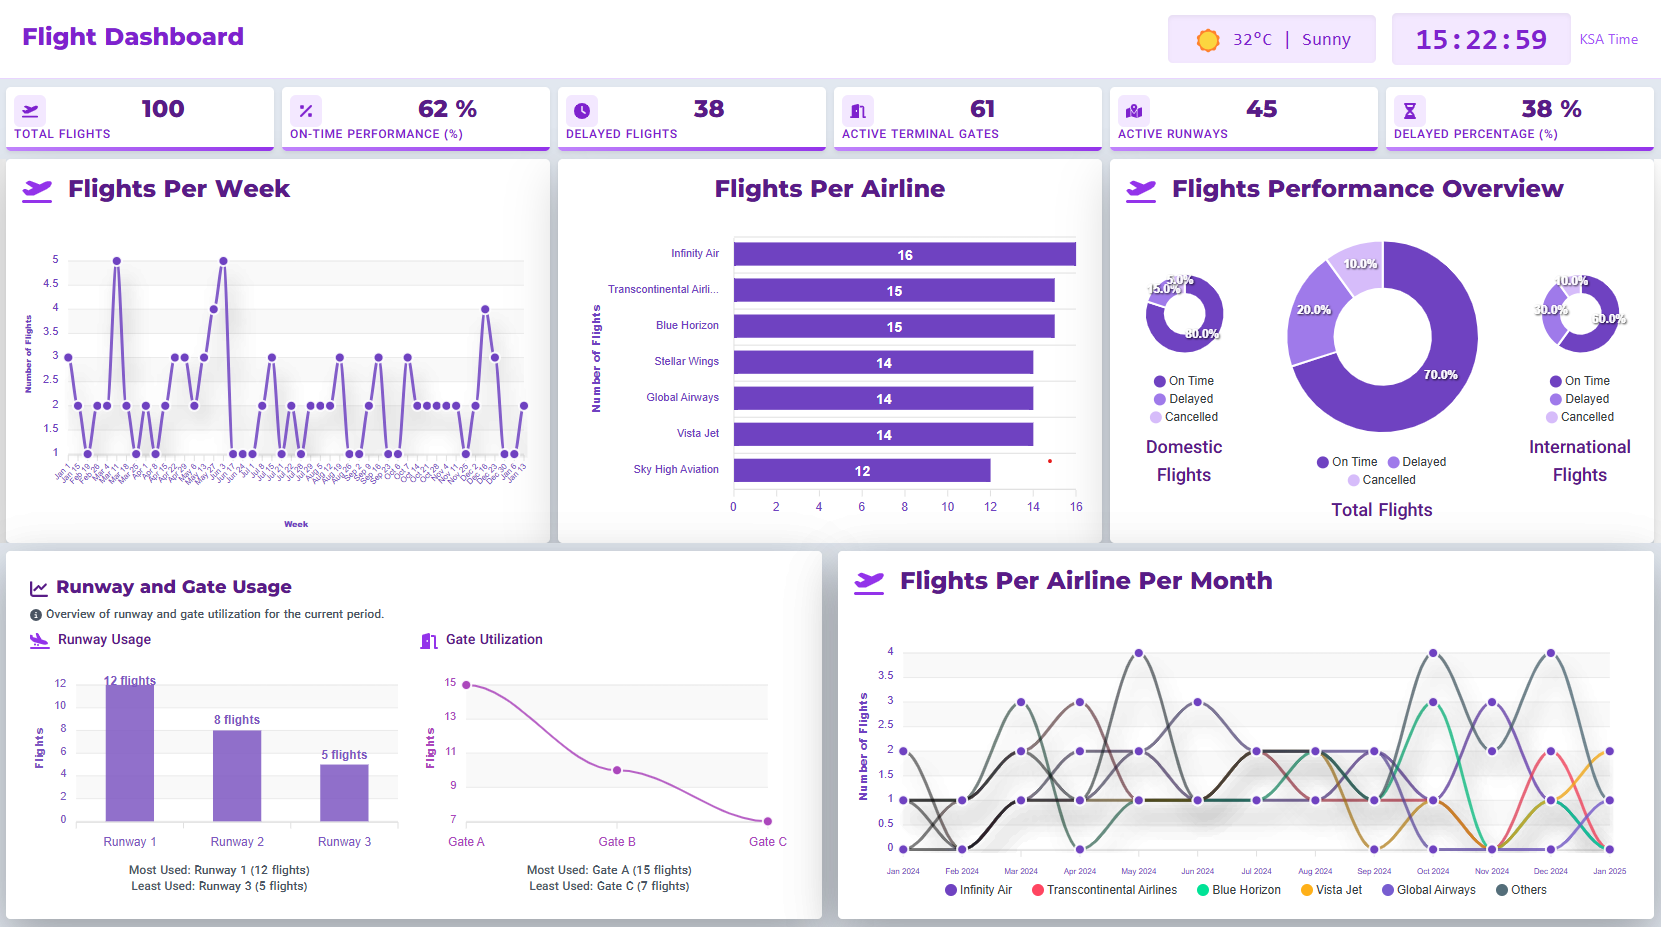 Flight Dashboard
32°C | Sunny
15:22:59
KSA Time
100
TOTAL FLIGHTS
62 %
ON-TIME PERFORMANCE (%)
38
DELAYED FLIGHTS
61
ACTIVE TERMINAL GATES
45
ACTIVE RUNWAYS
38 %
DELAYED PERCENTAGE (%)
Flights Per Week
5
4.5
4
3.5
3
2.5
2
1.5
1
Number of Flights
Week
Flights Per Airline
Number of Flights
Infinity Air
16
Transcontinental Airli...
15
Blue Horizon
15
Stellar Wings
14
Global Airways
14
Vista Jet
14
Sky High Aviation
12
0 2 4 6 8 10 12 14 16
Flights Performance Overview
5.0%
15.0%
80.0%
On Time
Delayed
Cancelled
Domestic
Flights
10.0%
20.0%
70.0%
On Time Delayed
Cancelled
Total Flights
10.0%
30.0%
60.0%
On Time
Delayed
Cancelled
International
Flights
Runway and Gate Usage
Overview of runway and gate utilization for the current period.
Runway Usage
12
10
8
6
4
2
0
Flights
12 flights
8 flights
5 flights
Runway 1 Runway 2 Runway 3
Most Used: Runway 1 (12 flights)
Least Used: Runway 3 (5 flights)
Gate Utilization
15
13
11
9
7
Flights
Gate A Gate B Gate C
Most Used: Gate A (15 flights)
Least Used: Gate C (7 flights)
Flights Per Airline Per Month
4
3.5
3
2.5
2
1.5
1
0.5
0
Number of Flights
Jan 2024 Feb 2024 Mar 2024 Apr 2024 May 2024 Jun 2024 Jul 2024 Aug 2024 Sep 2024 Oct 2024 Nov 2024 Dec 2024 Jan 2025
Infinity Air Transcontinental Airlines Blue Horizon Vista Jet Global Airways Others